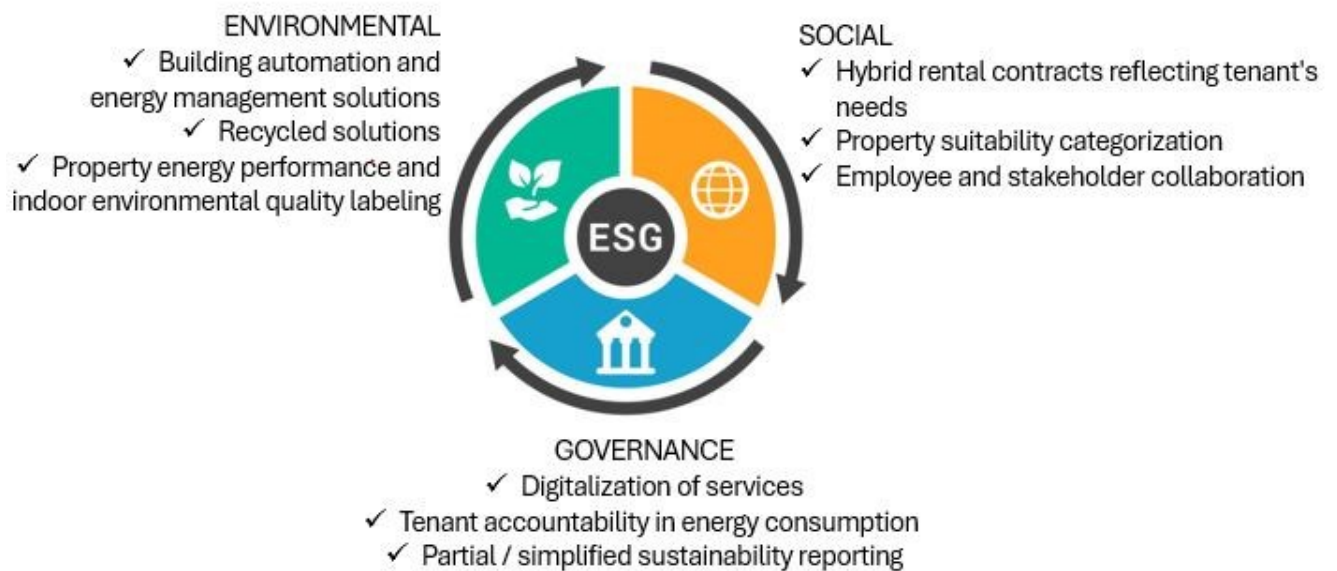 ENVIRONMENTAL
✓ Building automation and
energy management solutions
✓ Recycled solutions
✓ Property energy performance and
indoor environmental quality labeling
SOCIAL
✓ Hybrid rental contracts reflecting tenant's
needs
✓ Property suitability categorization
✓ Employee and stakeholder collaboration
ESG
GOVERNANCE
✓ Digitalization of services
✓ Tenant accountability in energy consumption
✓ Partial / simplified sustainability reporting